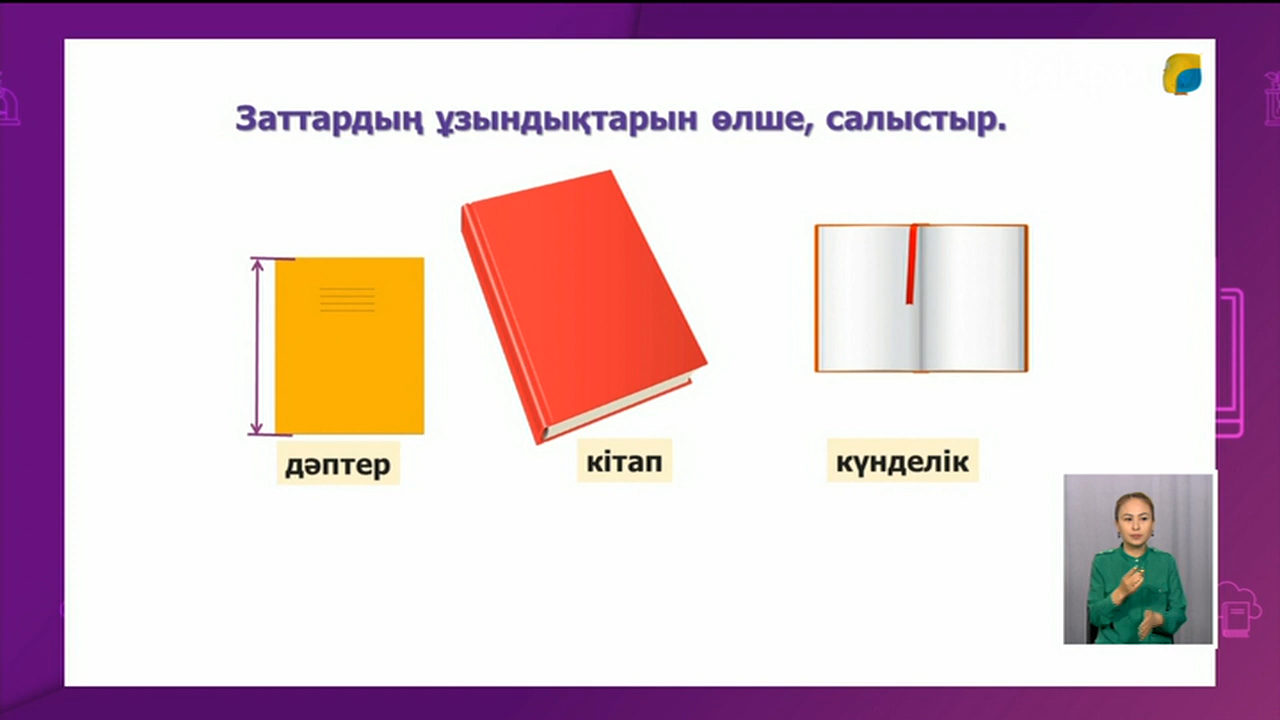 Заттардың ұзындықтарын өлше, салыстыр.
дәптер
кітап
күнделік